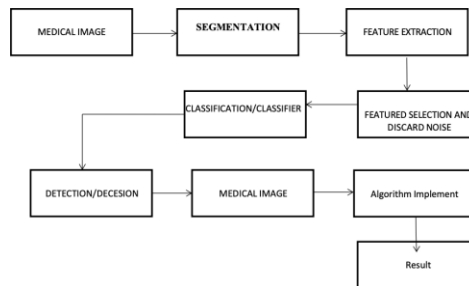 MEDICAL IMAGE
SEGMENTATION
FEATURE EXTRACTION
FEATURED SELECTION AND
DISCARD NOISE
CLASSIFICATION/CLASSIFIER
DETECTION/DECESION
MEDICAL IMAGE
Algorithm Implement
Result